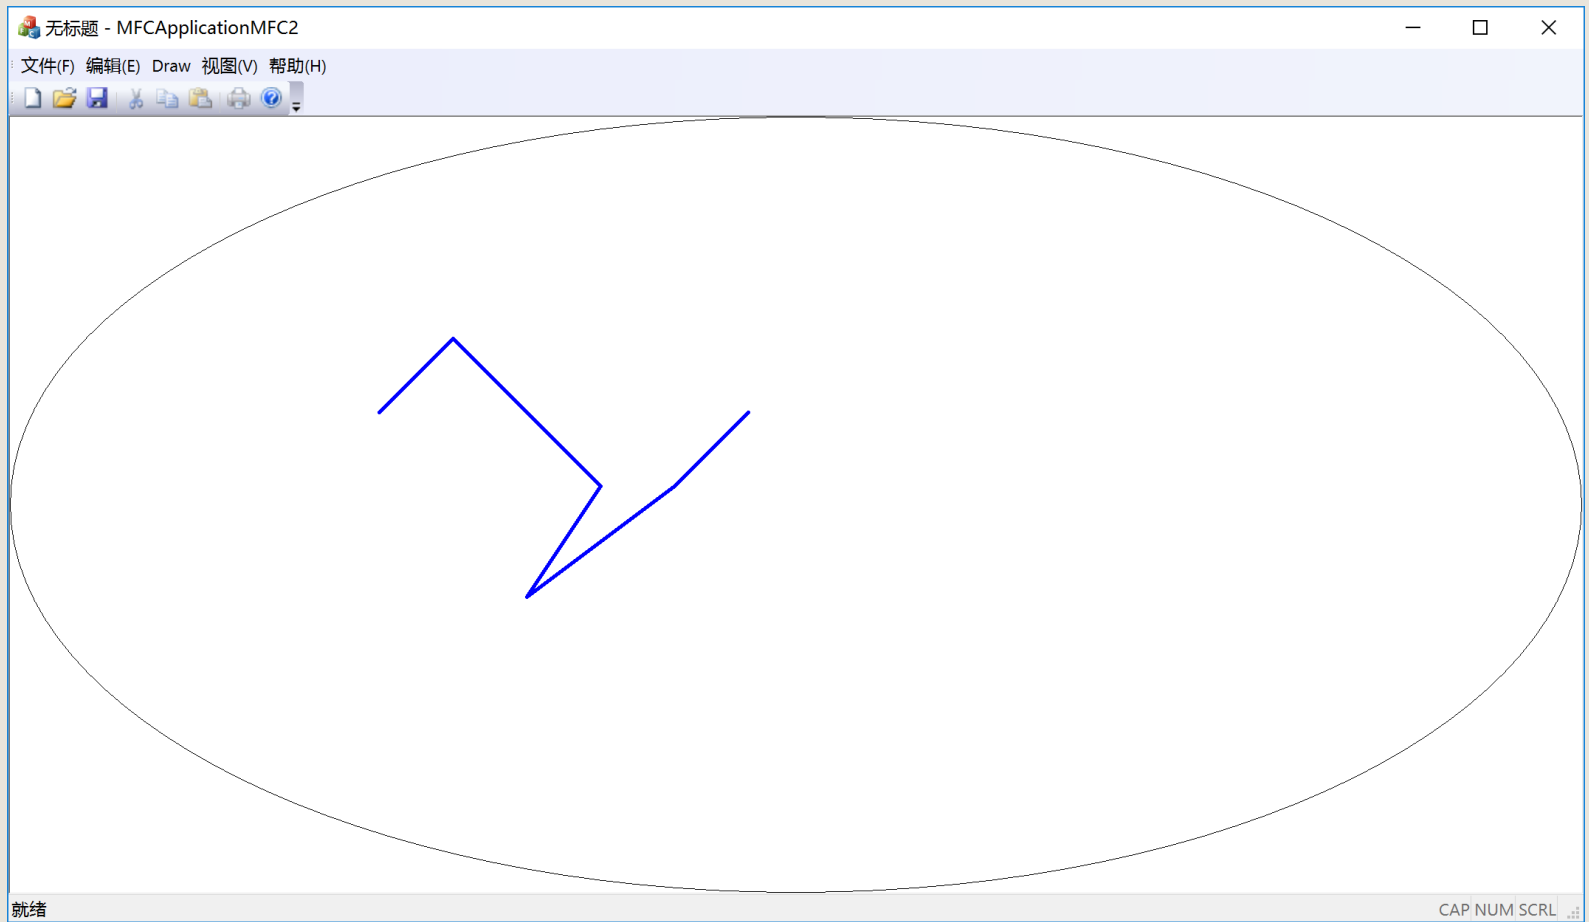 无标题 - MFCApplicationMFC2
文件(F) 编辑(E) Draw 视图(V) 帮助(H)
就绪
CAP NUM SCRL